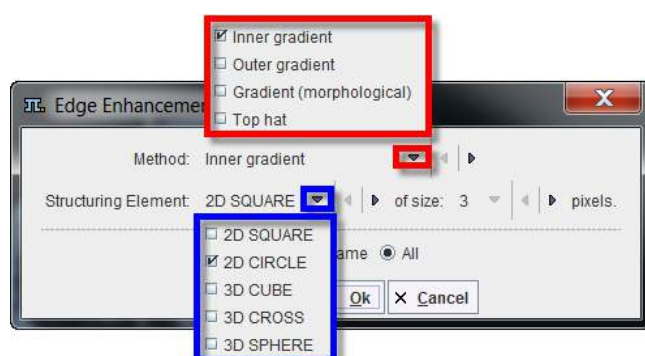 Inner gradient
Outer gradient
Gradient (morphological)
Top hat
Edge Enhanceme
Method: Inner gradient
Structuring Element: 2D SQUARE of size: 3 pixels.
2D SQUARE
2D CIRCLE
3D CUBE
3D CROSS
3D SPHERE
ame All
Ok Cancel